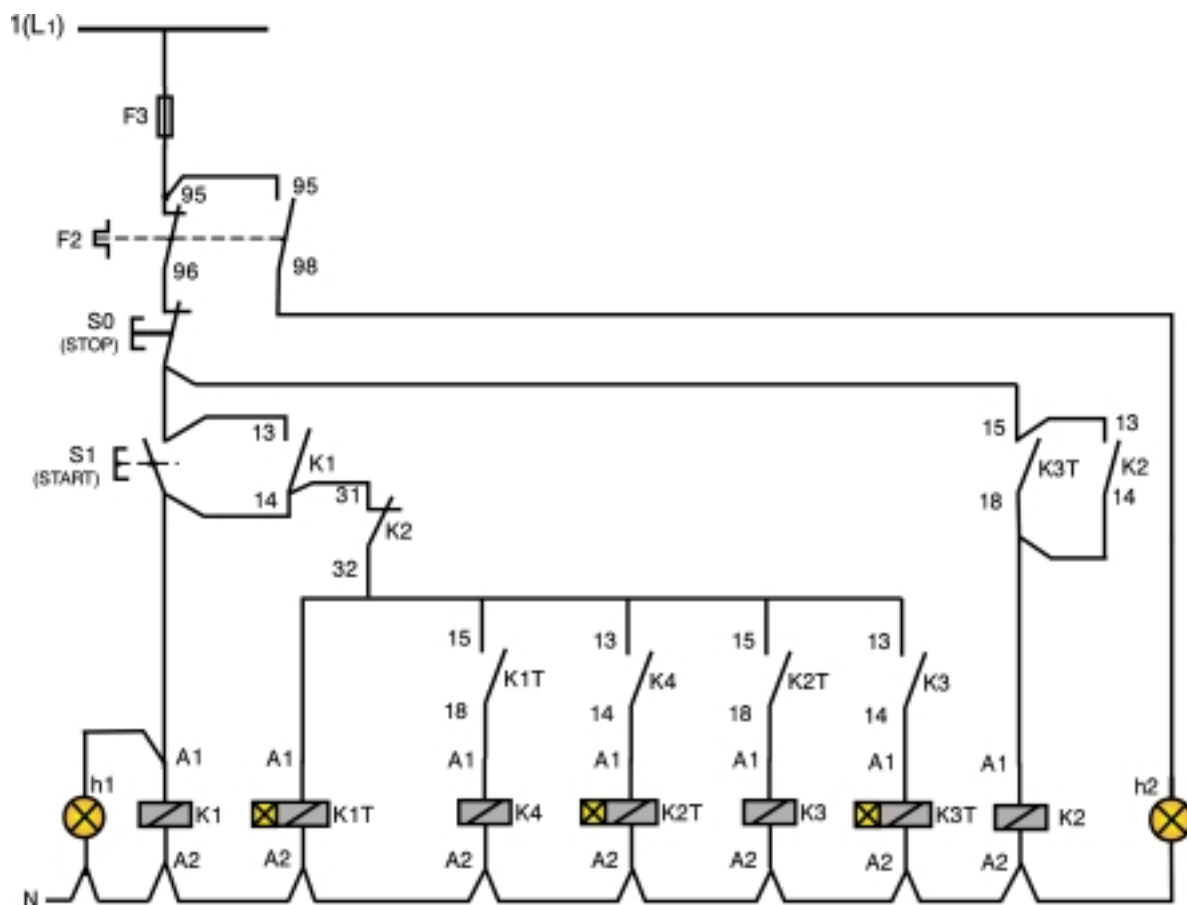 1(L1)
F3
95 95
F2
96 98
S0
(STOP)
13 15 13
S1 K1 K3T K2
(START)
14 31 18 14
K2
32
15 13 15 13
K1T K4 K2T K3
18 14 18 14
A1 A1 A1 A1 A1 A1 A1
h1 h2
K1 K1T K4 K2T K3 K3T K2
A2 A2 A2 A2 A2 A2 A2
N